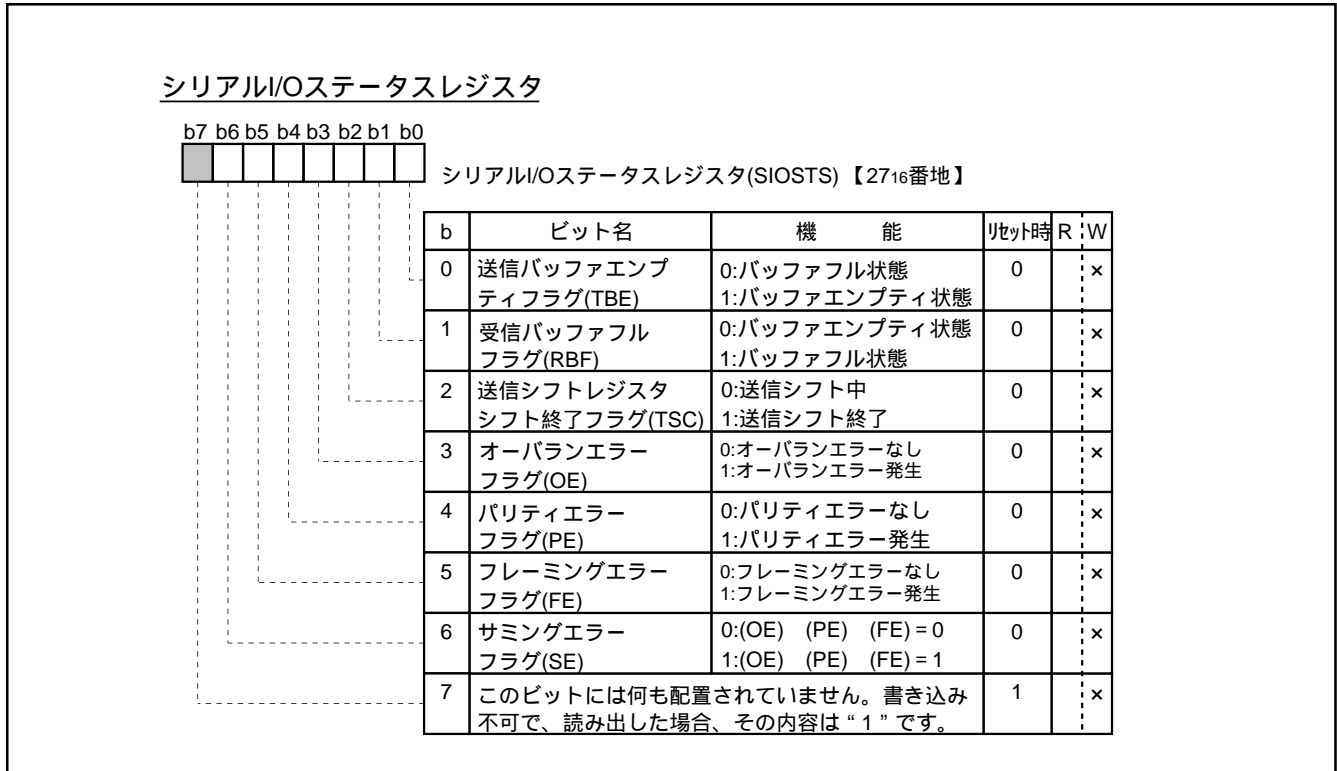 シリアルI/Oステータスレジスタ
b7 b6 b5 b4 b3 b2 b1 b0
シリアルI/Oステータスレジスタ(SIOSTS)【2716番地】
b ビット名 機 能 リセット時 R W
0 送信バッファエンプ 0:バッファフル状態 0 ×
ティフラグ(TBE) 1:バッファエンプティ状態
1 受信バッファフル 0:バッファエンプティ状態 0 ×
フラグ(RBF) 1:バッファフル状態
2 送信シフトレジスタ 0:送信シフト中 0 ×
シフト終了フラグ(TSC) 1:送信シフト終了
3 オーバランエラー 0:オーバランエラーなし 0 ×
フラグ(OE) 1:オーバランエラー発生
4 パリティエラー 0:パリティエラーなし 0 ×
フラグ(PE) 1:パリティエラー発生
5 フレーミングエラー 0:フレーミングエラーなし 0 ×
フラグ(FE) 1:フレーミングエラー発生
6 サミングエラー 0:(OE) (PE) (FE)=0 0 ×
フラグ(SE) 1:(OE) (PE) (FE)=1
7 このビットには何も配置されていません。書き込み 1 ×
不可で、読み出した場合、その内容は“1”です。